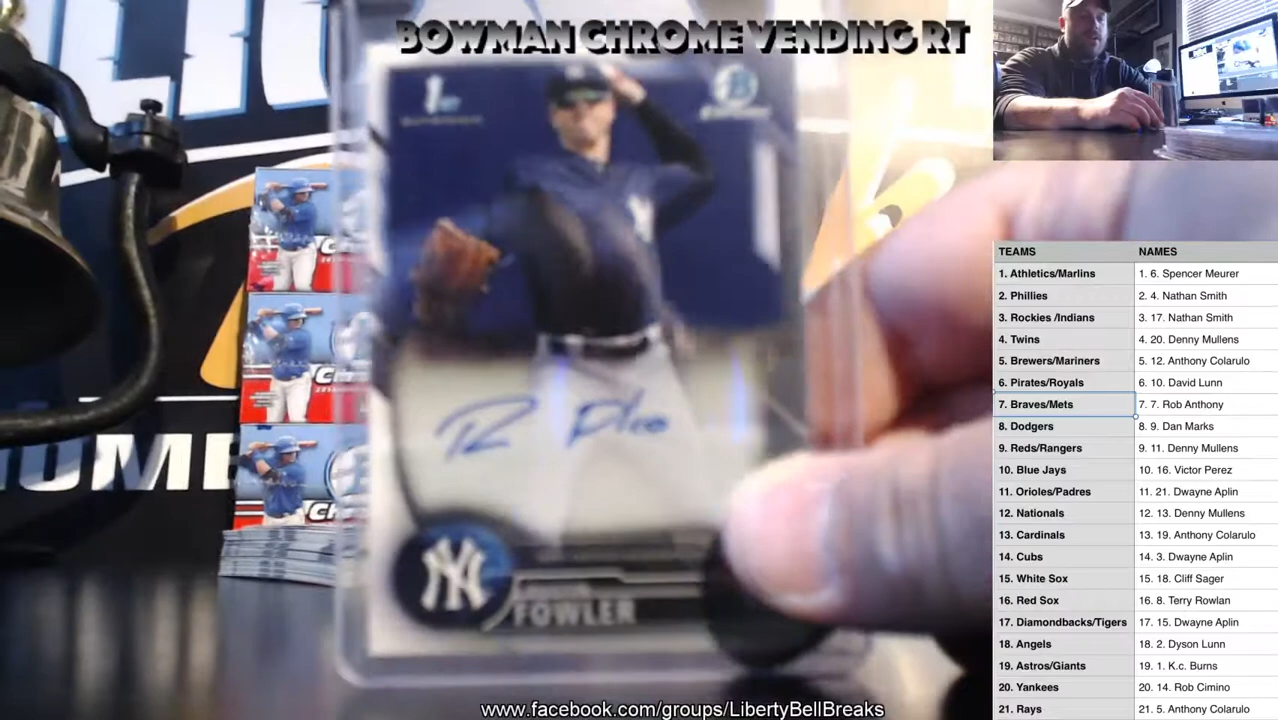 BOWMAN CHROME VENDING RT
1st
B
NY
FOWLER
TEAMS NAMES
1. Athletics/Marlins 1. 6. Spencer Meurer
2. Phillies 2. 4. Nathan Smith
3. Rockies /Indians 3. 17. Nathan Smith
4. Twins 4. 20. Denny Mullens
5. Brewers/Mariners 5. 12. Anthony Colarulo
6. Pirates/Royals 6. 10. David Lunn
7. Braves/Mets 7. 7. Rob Anthony
8. Dodgers 8. 9. Dan Marks
9. Reds/Rangers 9. 11. Denny Mullens
10. Blue Jays 10. 16. Victor Perez
11. Orioles/Padres 11. 21. Dwayne Aplin
12. Nationals 12. 13. Denny Mullens
13. Cardinals 13. 19. Anthony Colarulo
14. Cubs 14. 3. Dwayne Aplin
15. White Sox 15. 18. Cliff Sager
16. Red Sox 16. 8. Terry Rowlan
17. Diamondbacks/Tigers 17. 15. Dwayne Aplin
18. Angels 18. 2. Dyson Lunn
19. Astros/Giants 19. 1. K.c. Burns
20. Yankees 20. 14. Rob Cimino
21. Rays 21. 5. Anthony Colarulo
www.facebook.com/groups/LibertyBellBreaks